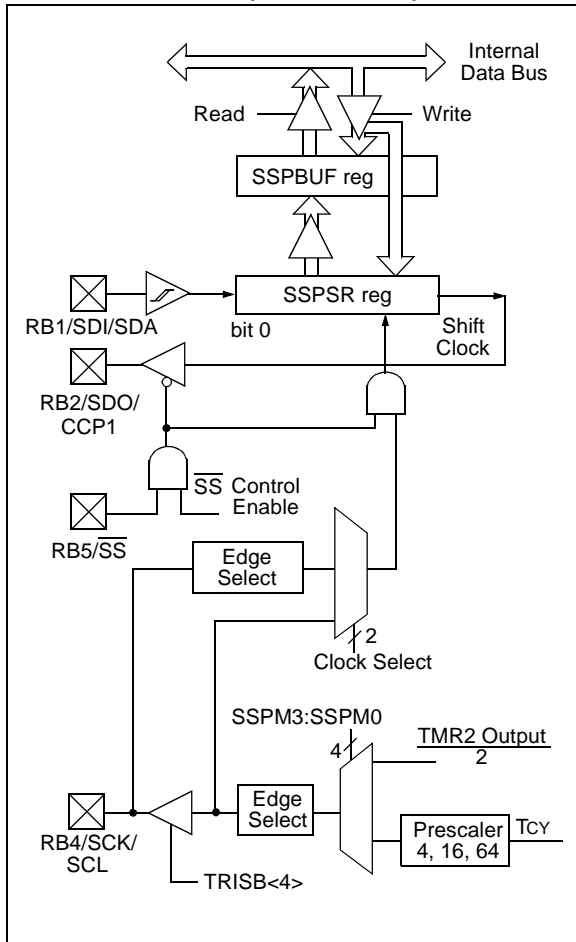 Internal
Data Bus
Read
Write
SSPBUF reg
SSPSR reg
RB1/SDI/SDA
bit 0
Shift
Clock
RB2/SDO/
CCP1
SS Control
Enable
RB5/SS
Edge
Select
2
Clock Select
SSPM3:SSPM0
4
TMR2 Output
2
Edge
Select
Prescaler
4, 16, 64
TCY
RB4/SCK/
SCL
TRISB<4>